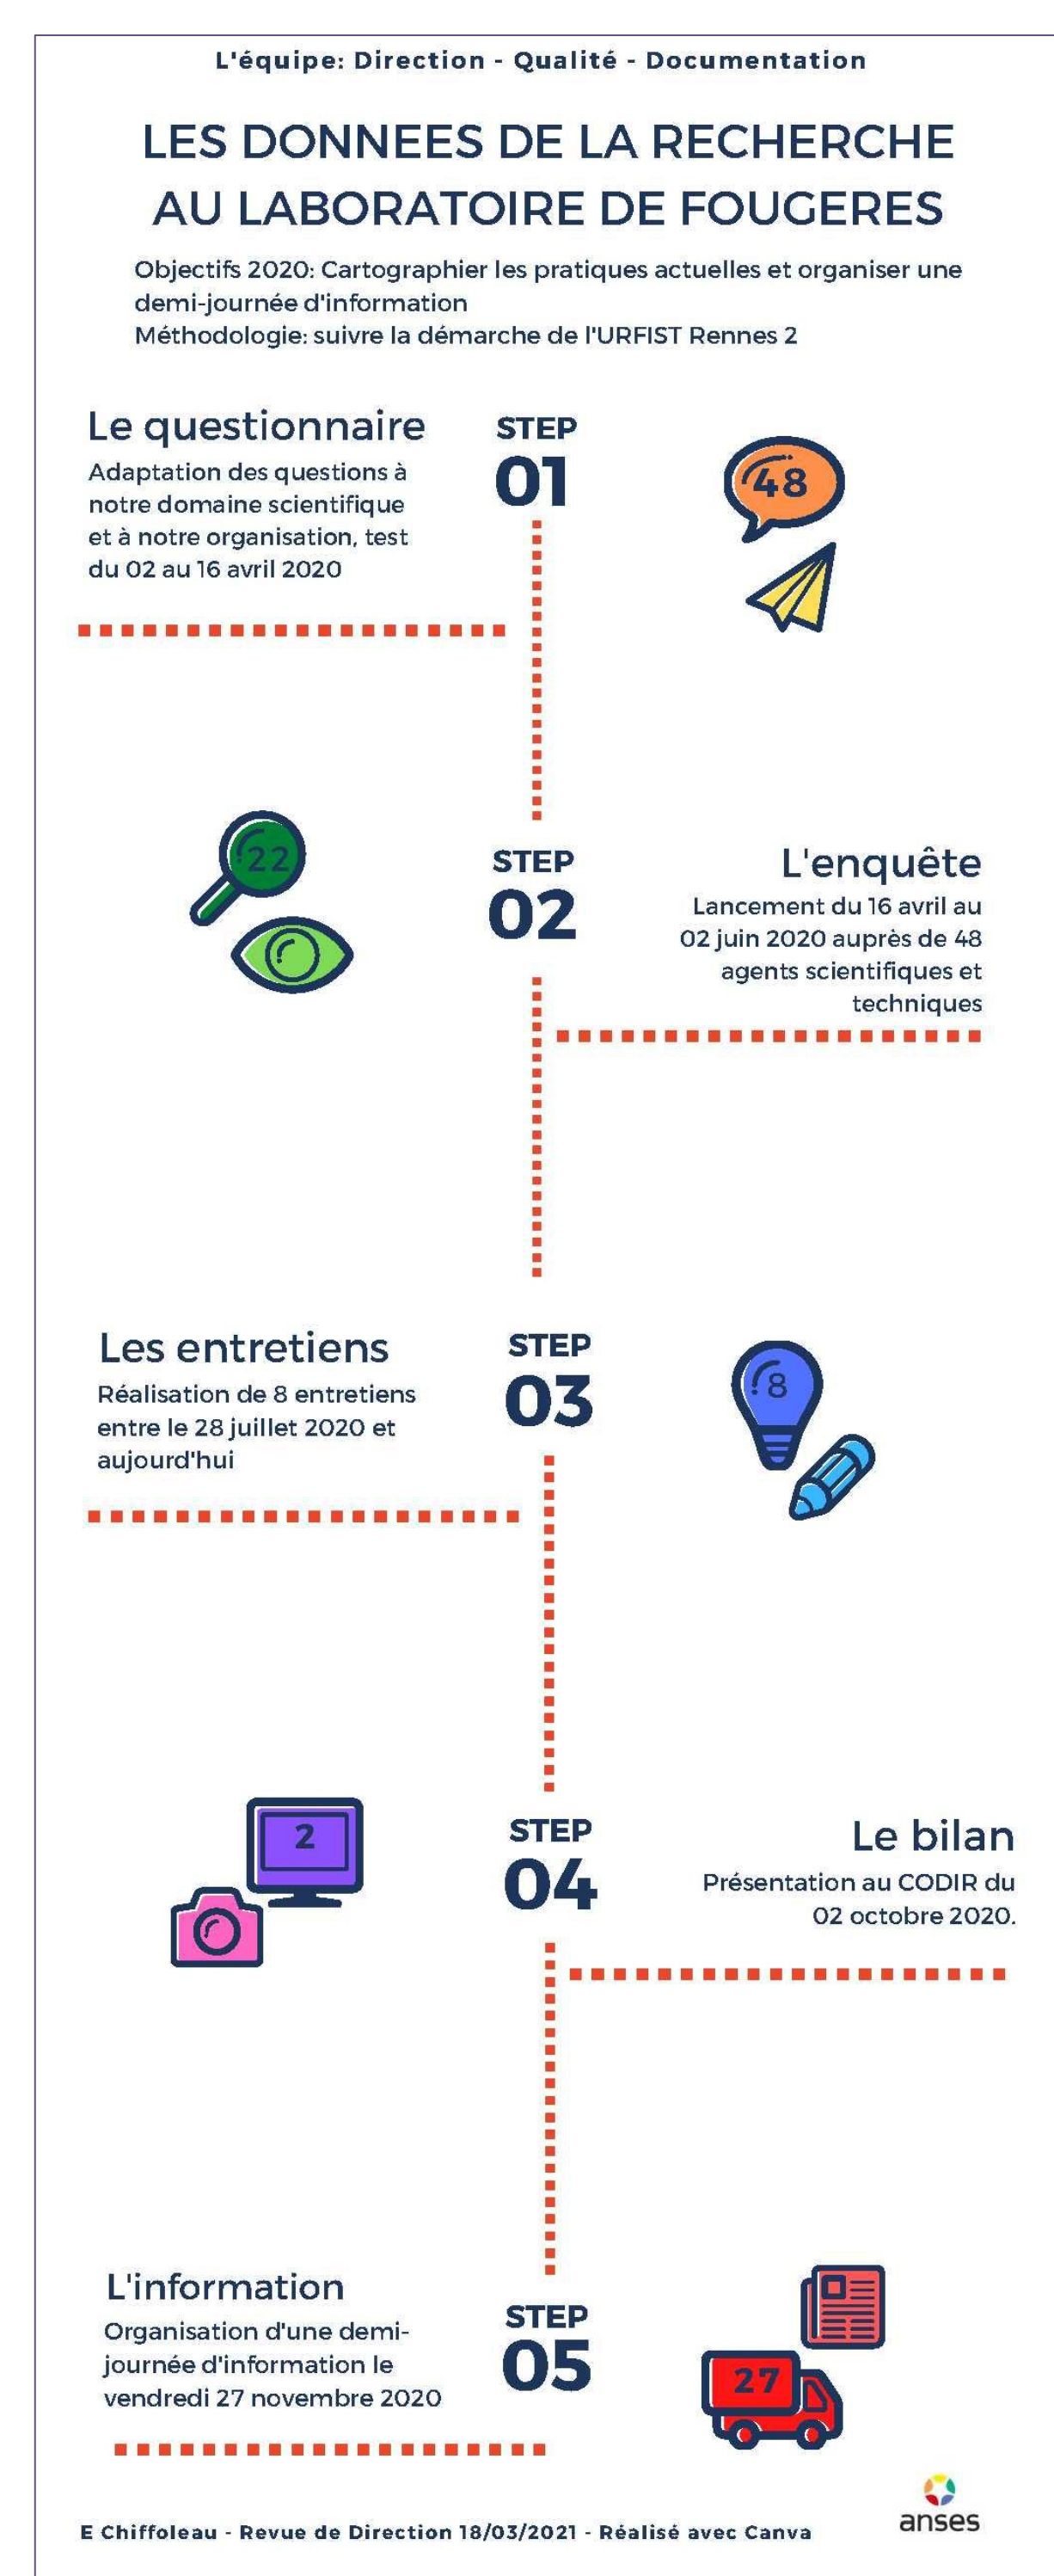 L'équipe: Direction - Qualité - Documentation
LES DONNEES DE LA RECHERCHE
AU LABORATOIRE DE FOUGERES
Objectifs 2020: Cartographier les pratiques actuelles et organiser une
demi-journée d'information
Méthodologie: suivre la démarche de l'URFIST Rennes 2
Le questionnaire
Adaptation des questions à
notre domaine scientifique
et à notre organisation, test
du 02 au 16 avril 2020
STEP
01
48
22
STEP
02
L'enquête
Lancement du 16 avril au
02 juin 2020 auprès de 48
agents scientifiques et
techniques
Les entretiens
Réalisation de 8 entretiens
entre le 28 juillet 2020 et
aujourd'hui
STEP
03
8
2
STEP
04
Le bilan
Présentation au CODIR du
02 octobre 2020.
L'information
Organisation d'une demi-
journée d'information le
vendredi 27 novembre 2020
STEP
05
27
E Chiffoleau - Revue de Direction 18/03/2021 - Réalisé avec Canva
anses